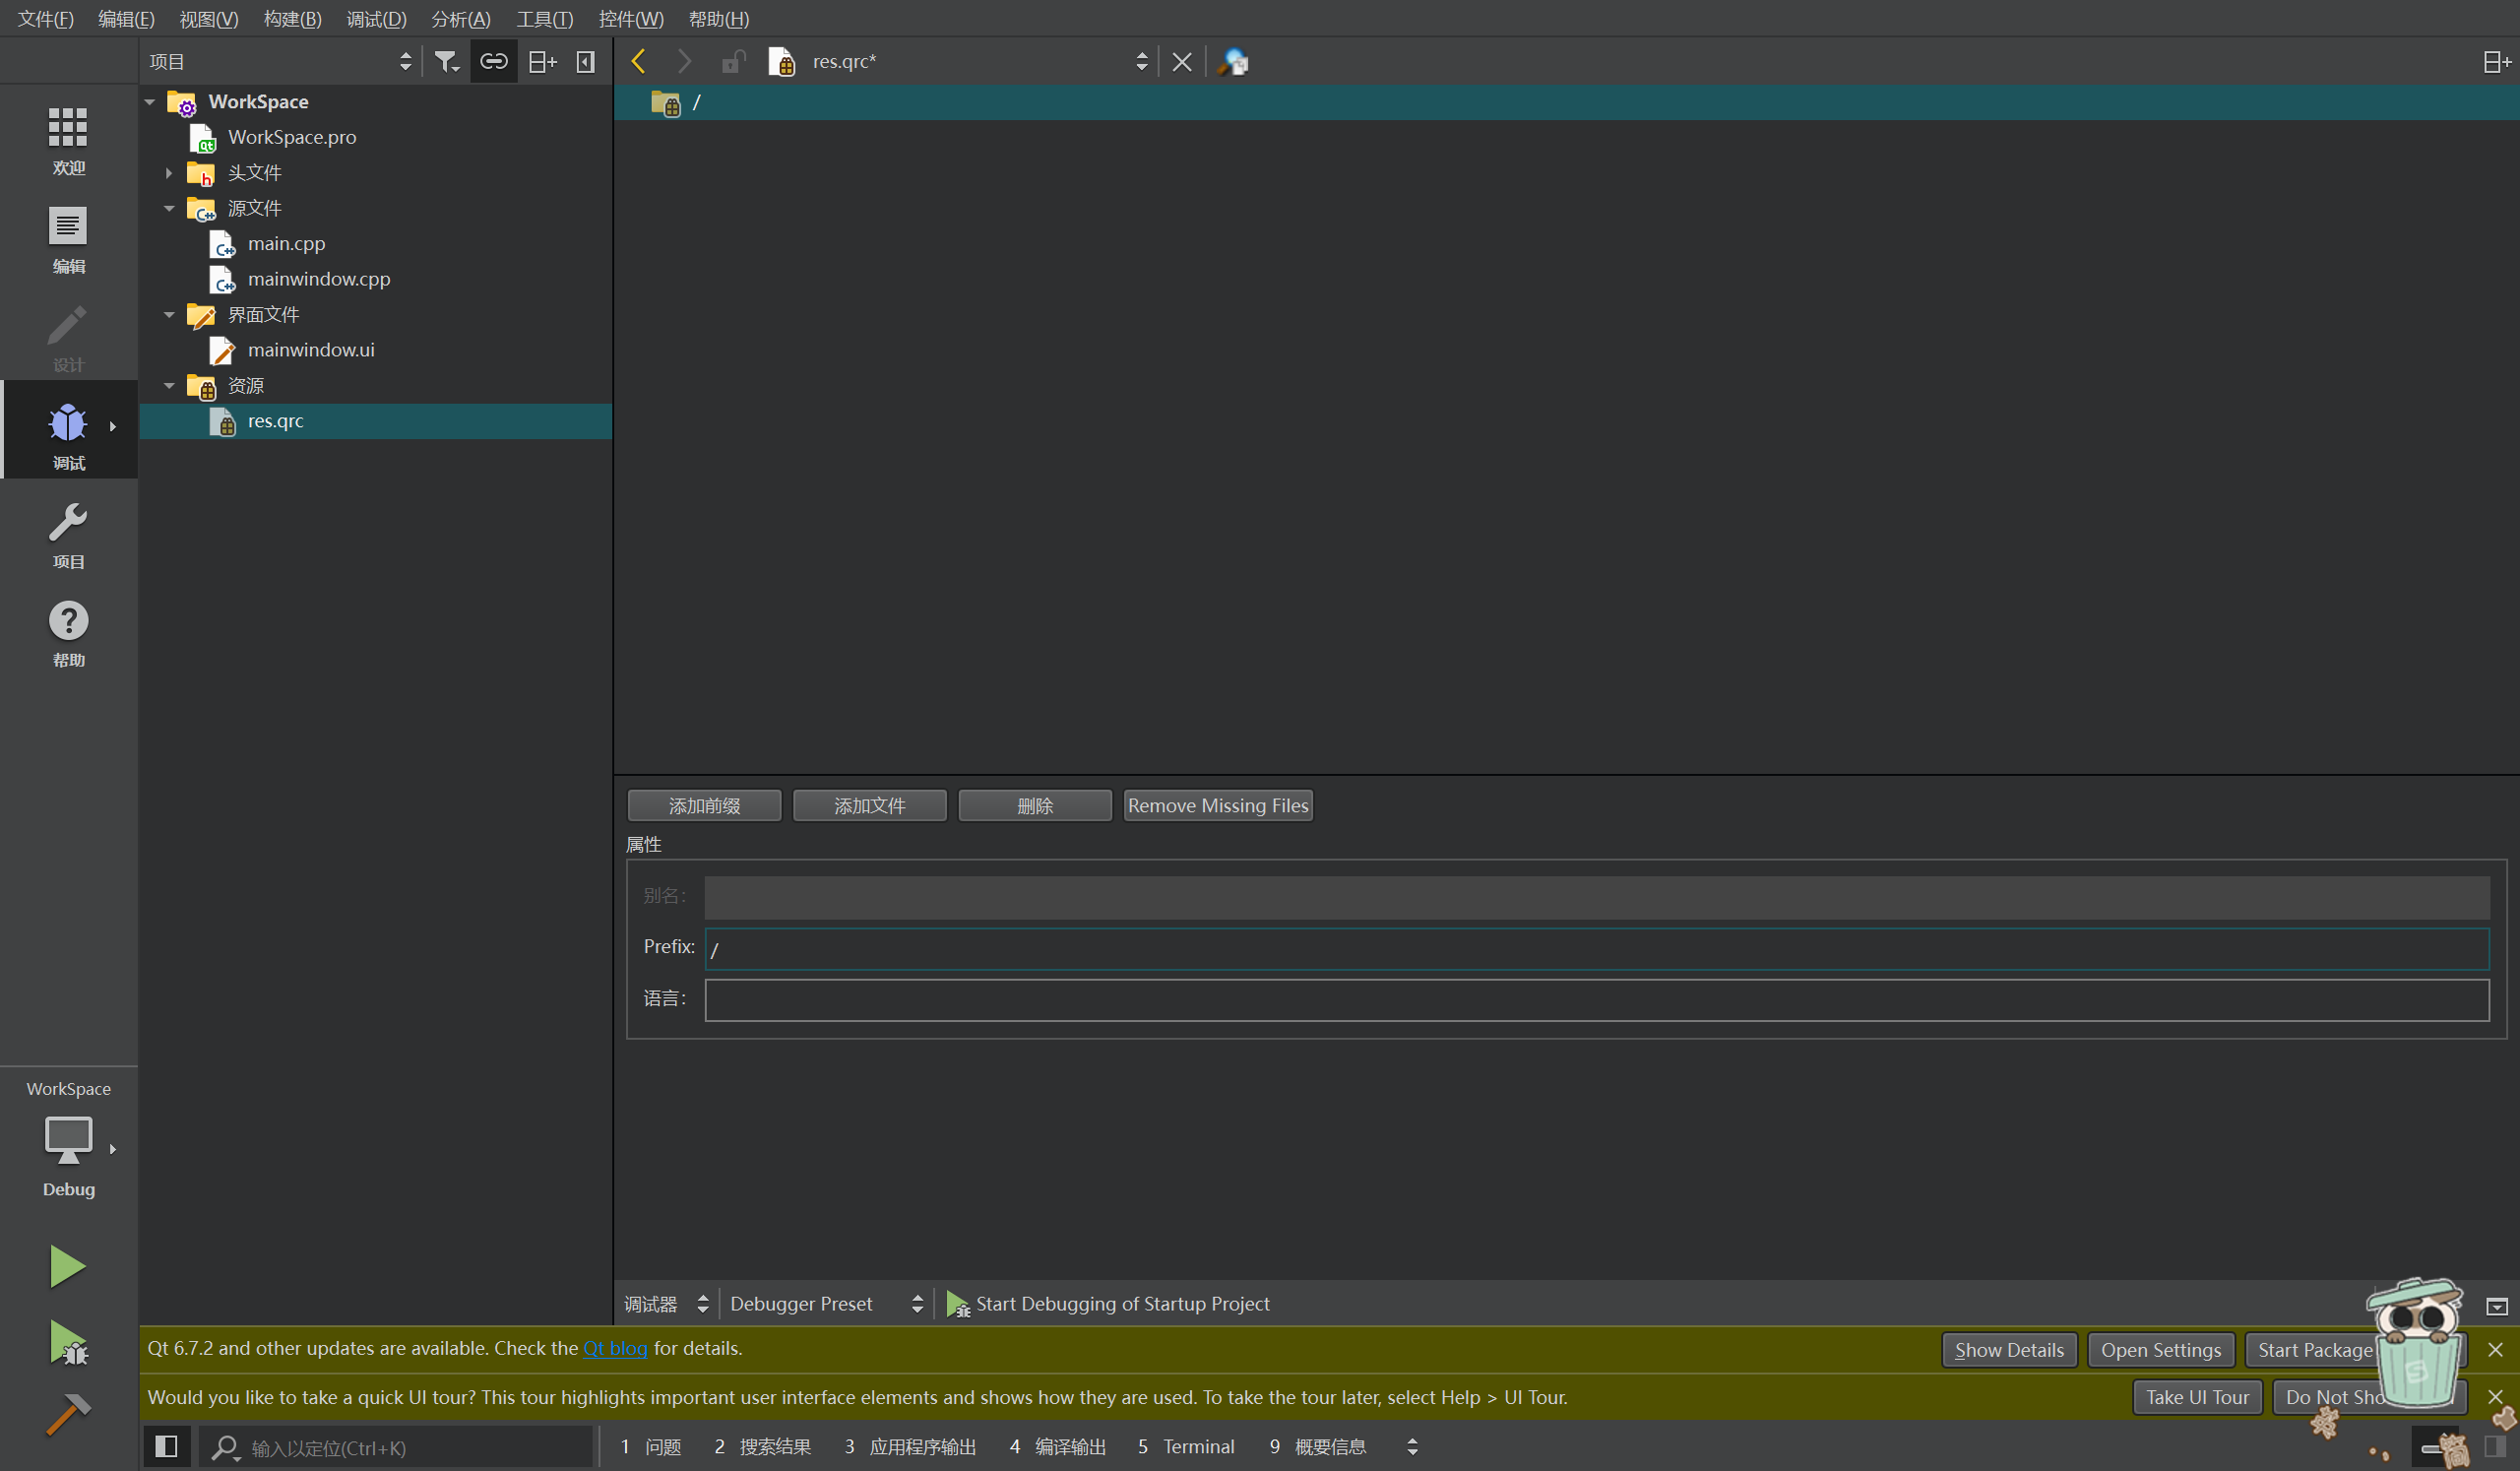 文件(F) 编辑(E) 视图(V) 构建(B) 调试(D) 分析(A) 工具(T) 控件(W) 帮助(H)
项目
res.qrc*
欢迎
编辑
设计
调试
项目
帮助
WorkSpace
WorkSpace.pro
头文件
源文件
main.cpp
mainwindow.cpp
界面文件
mainwindow.ui
资源
res.qrc
/
添加前缀 添加文件 删除 Remove Missing Files
属性
别名:
Prefix: /
语言:
WorkSpace
Debug
调试器 Debugger Preset Start Debugging of Startup Project
Qt 6.7.2 and other updates are available. Check the Qt blog for details. Show Details Open Settings Start Package
Would you like to take a quick UI tour? This tour highlights important user interface elements and shows how they are used. To take the tour later, select Help > UI Tour. Take UI Tour Do Not
输入以定位(Ctrl+K) 1 问题 2 搜索结果 3 应用程序输出 4 编译输出 5 Terminal 9 概要信息